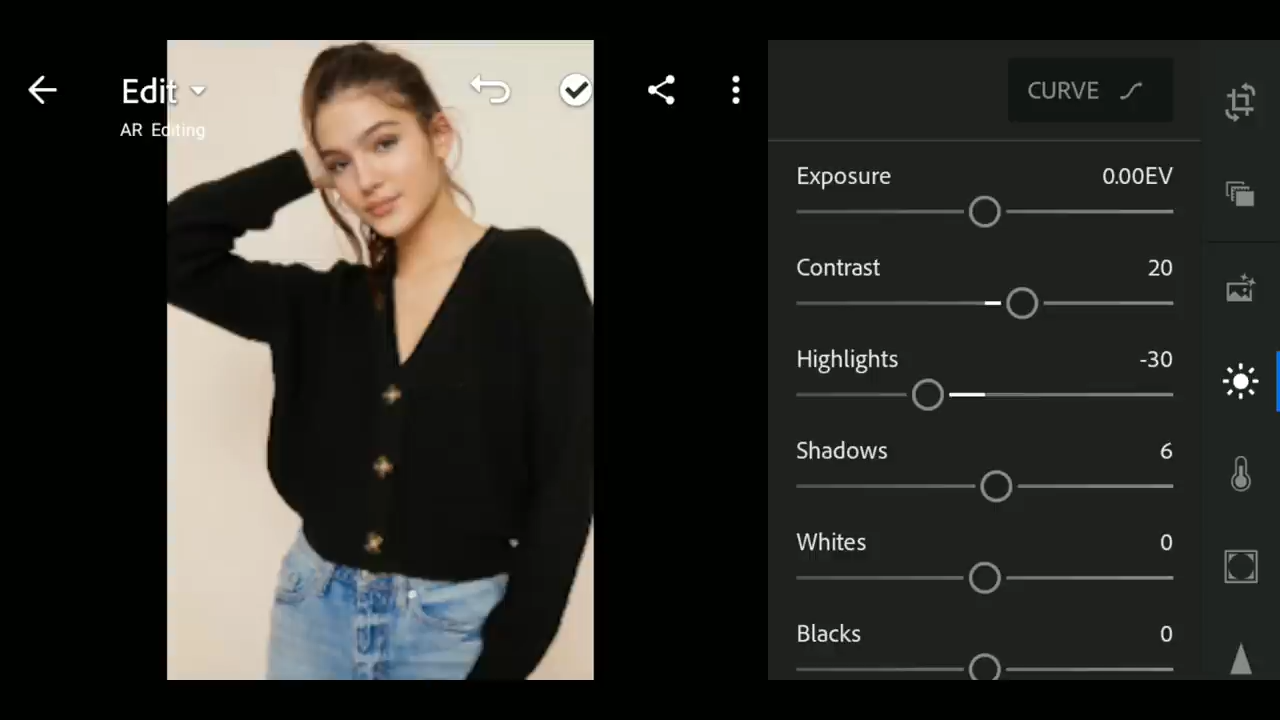 Edit
AR Editing
CURVE
Exposure 0.00EV
Contrast 20
Highlights -30
Shadows 6
Whites 0
Blacks 0